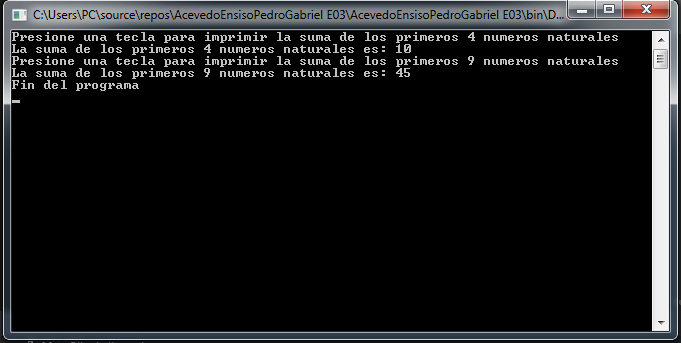 C:\Users\PC\source\repos\AcevedoEnsisoPedroGabriel E03\AcevedoEnsisoPedroGabriel E03\bin\D...
Presione una tecla para imprimir la suma de los primeros 4 numeros naturales
La suma de los primeros 4 numeros naturales es: 10
Presione una tecla para imprimir la suma de los primeros 9 numeros naturales
La suma de los primeros 9 numeros naturales es: 45
Fin del programa